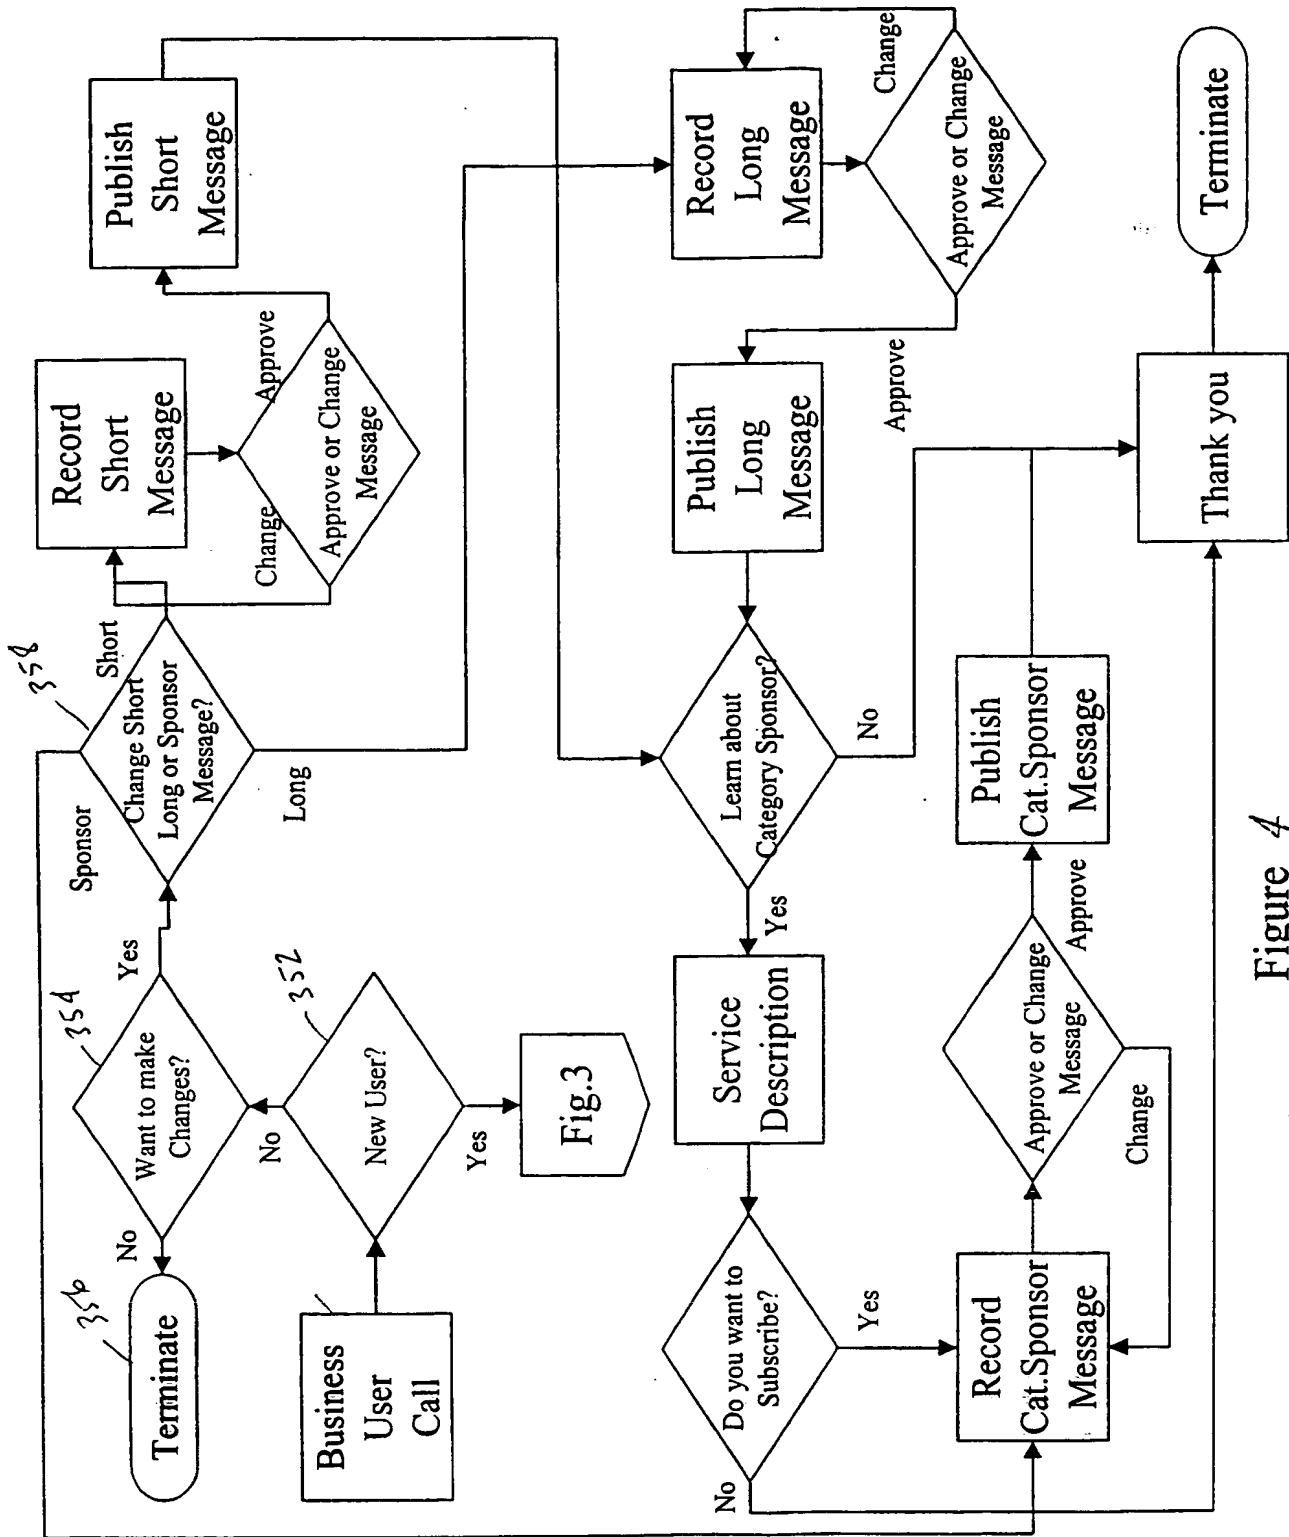 356
Terminate
No
354
Want to make
Changes?
Yes
Sponsor
358
Change Short
Long or Sponsor
Message?
Short
Long
Record
Short
Message
Change
Approve
Approve or Change
Message
Publish
Short
Message
Business
User
Call
352
New User?
No
Yes
Fig.3
Do you want to
Subscribe?
No
Yes
Service
Description
Yes
Learn about
Category Sponsor?
No
Publish
Long
Message
Approve
Record
Long
Message
Change
Approve or Change
Message
Record
Cat.Sponsor
Message
Approve or Change
Message
Change
Approve
Publish
Cat.Sponsor
Message
Thank you
Terminate
Figure 4